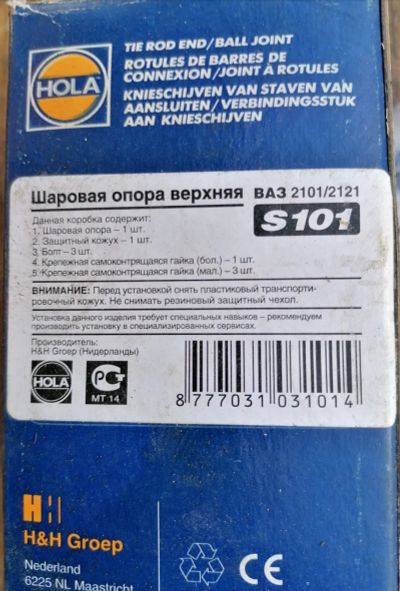 HOLA
TIE ROD END/BALL JOINT
ROTULES DE BARRES DE
CONNEXION/JOINT A ROTULES
KNIESCHIJVEN VAN STAVEN VAN
AANSLUITEN/VERBINDINGSSTUK
AAN KNIESCHIJVEN
Шаровая опора верхняя ВАЗ 2101/2121
S101
Данная коробка содержит:
1. Шаровая опора – 1 шт.
2. Защитный кожух – 1 шт.
3. Болт – 3 шт.
4. Крепежная самоконтрящаяся гайка (бол.) – 1 шт.
5. Крепежная самоконтрящаяся гайка (мал.) – 3 шт.
ВНИМАНИЕ: Перед установкой снять пластиковый транспорти-
ровочный кожух. Не снимать резиновый защитный чехол.
Установка данного изделия требует специальных навыков – рекомендуем
производить установку в специализированных сервисах.
Производитель:
H&H Groep (Нидерланды)
HOLA
РСТ
МТ 14
8 777031 031014
HH
H&H Groep
Nederland
6225 NL Maastricht
CE